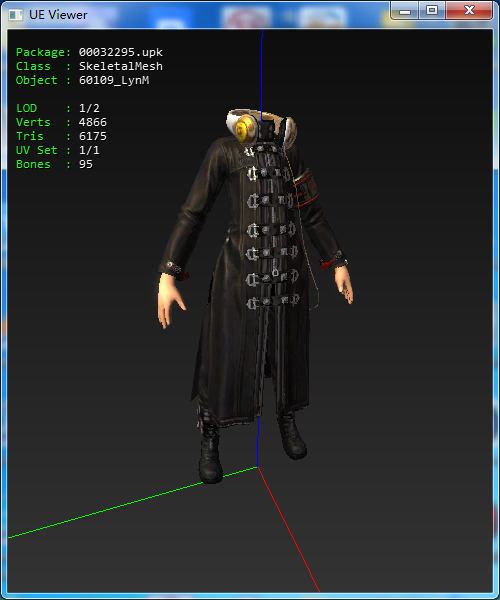 UE Viewer
Package: 00032295.upk
Class : SkeletalMesh
Object : 60109_LynM
LOD : 1/2
Verts : 4866
Tris : 6175
UV Set : 1/1
Bones : 95